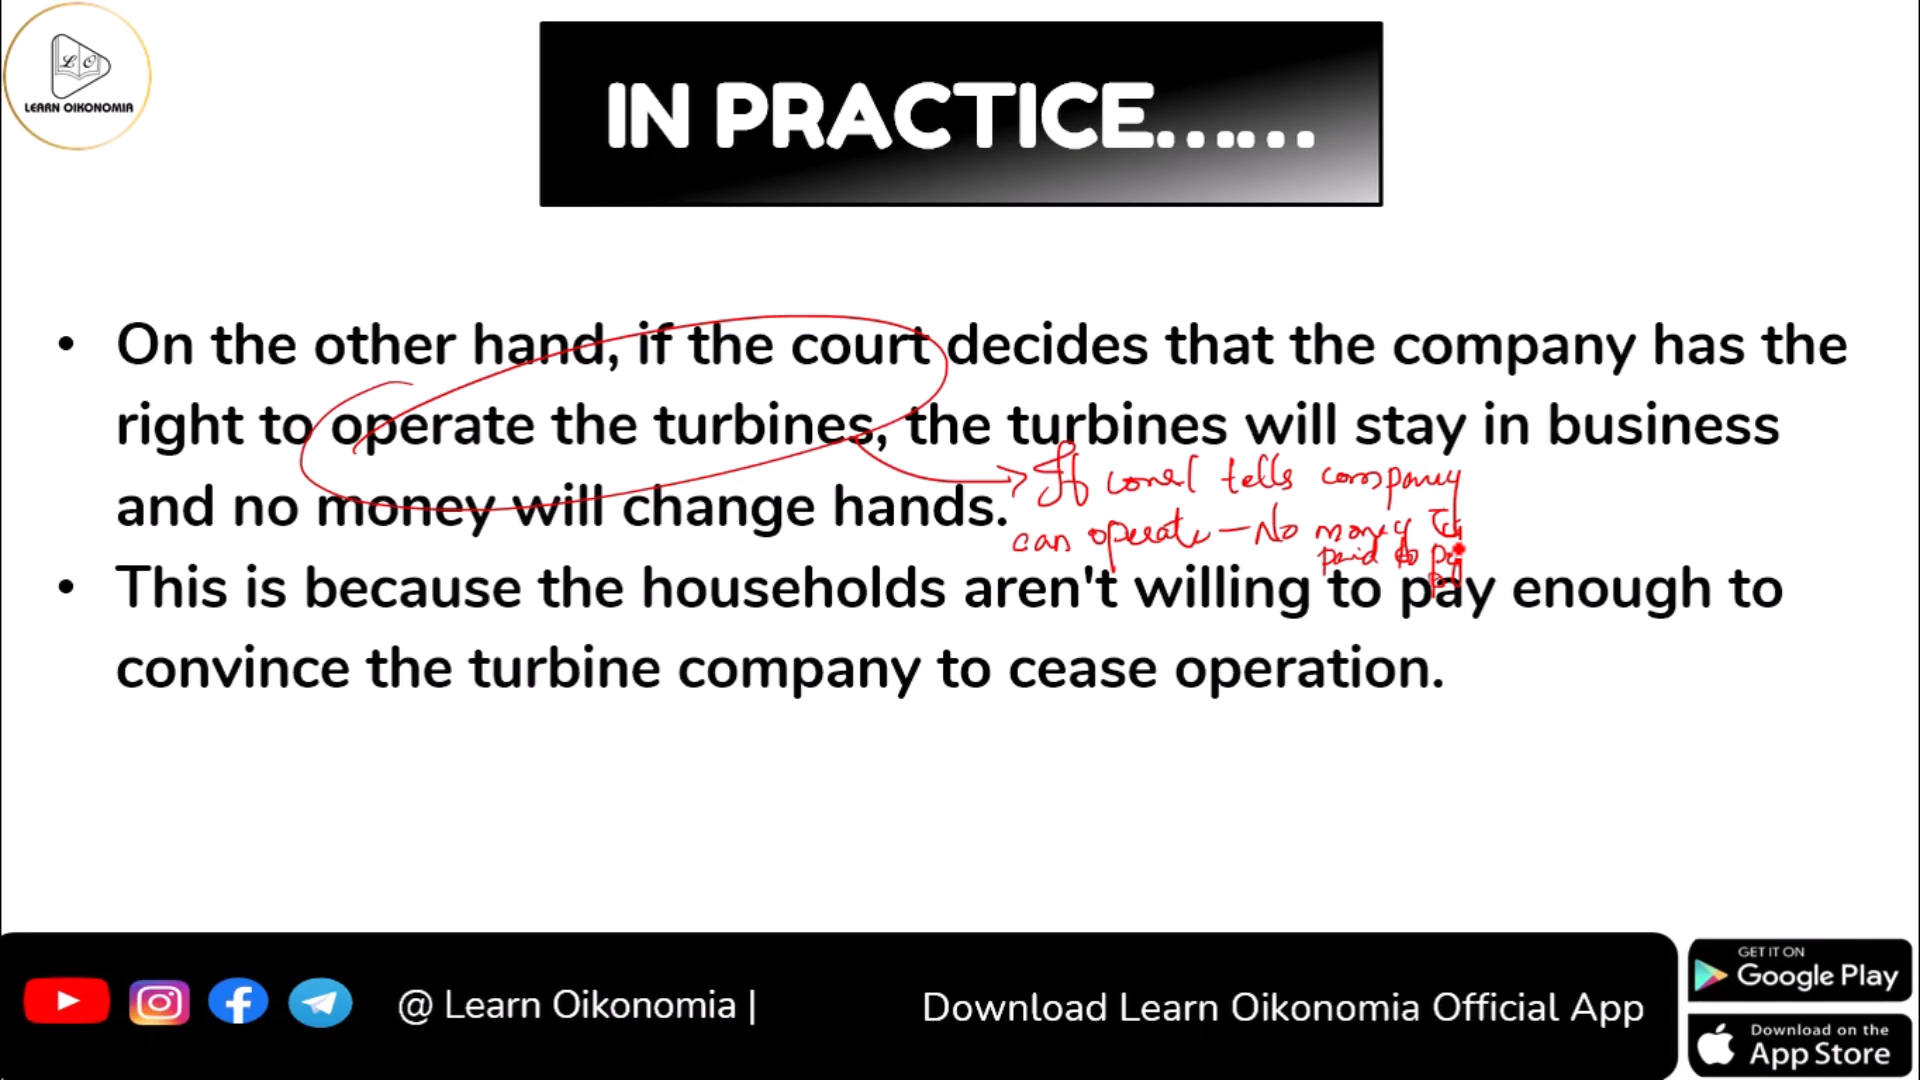 L O
LEARN OIKONOMIA
IN PRACTICE......
• On the other hand, if the court decides that the company has the
right to operate the turbines, the turbines will stay in business
and no money will change hands.
If tells company
can operate - No money
paid to
• This is because the households aren't willing to pay enough to
convince the turbine company to cease operation.
@ Learn Oikonomia |
Download Learn Oikonomia Official App
GET IT ON
Google Play
Download on the
App Store